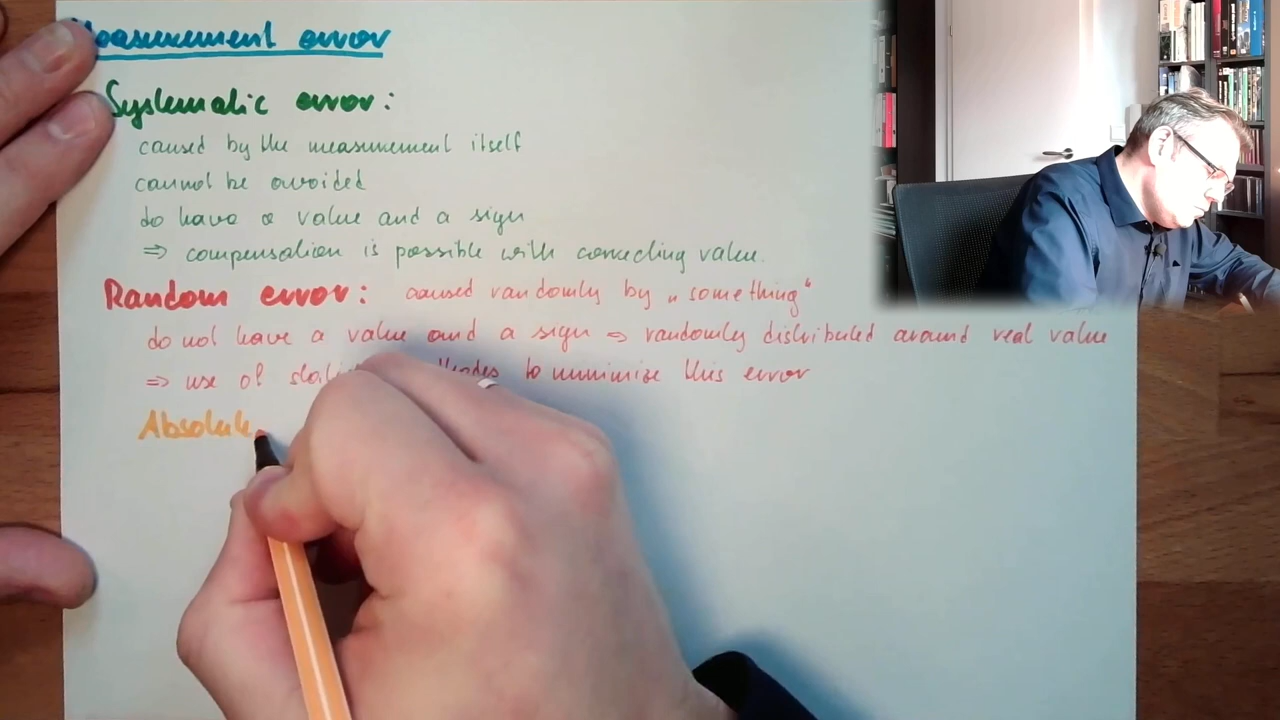 Measurement error
Systematic error:
caused by the measurement itself
cannot be avoided
do have a value and a sign
⇒ compensation is possible with correcting value.
Random error: caused randomly by „something“
do not have a value and a sign ⇒ randomly distributed around real value
⇒ use of to minimize this error
Absolute